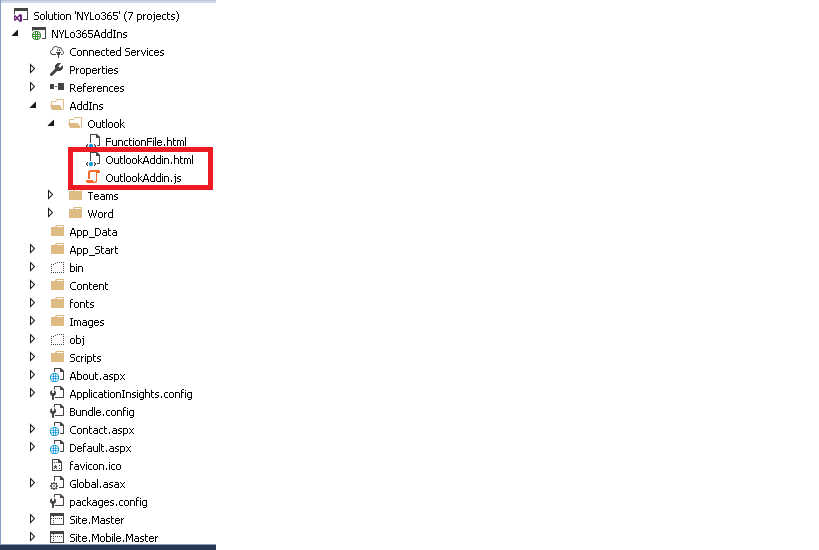 Solution 'NYLo365' (7 projects)
NYLo365AddIns
Connected Services
Properties
References
AddIns
Outlook
FunctionFile.html
OutlookAddin.html
OutlookAddin.js
Teams
Word
App_Data
App_Start
bin
Content
fonts
Images
obj
Scripts
About.aspx
ApplicationInsights.config
Bundle.config
Contact.aspx
Default.aspx
favicon.ico
Global.asax
packages.config
Site.Master
Site.Mobile.Master